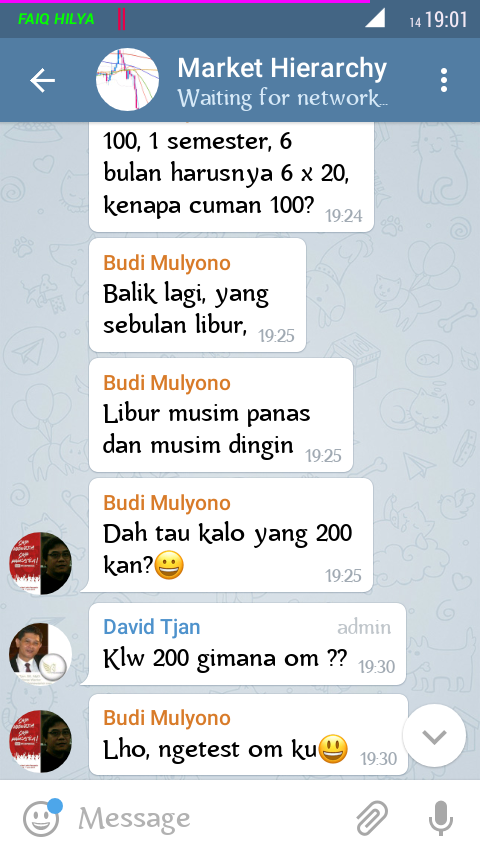 FAIQ HILYA
14 19:01
Market Hierarchy
Waiting for network...
100, 1 semester, 6
bulan harusnya 6 x 20,
kenapa cuman 100? 19:24
Budi Mulyono
Balik lagi, yang
sebulan libur, 19:25
Budi Mulyono
Libur musim panas
dan musim dingin 19:25
Budi Mulyono
Dah tau kalo yang 200
kan?😀 19:25
David Tjan admin
Klw 200 gimana om ?? 19:30
Budi Mulyono
Lho, ngetest om ku😃 19:30
Message